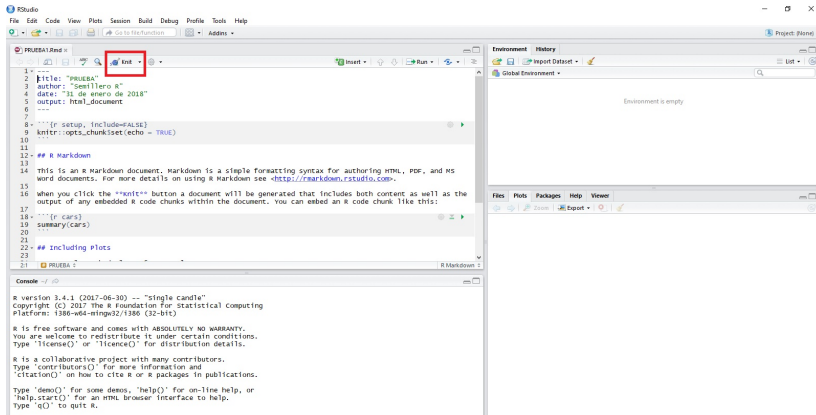 RStudio
File Edit Code View Plots Session Build Debug Profile Tools Help
Go to file/function Addins Project: (None)
PRUEBA1.Rmd
Knit Insert Run
1 ---
2 title: "PRUEBA"
3 author: "Semillero R"
4 date: "31 de enero de 2018"
5 output: html_document
6 ---
7
8 ```{r setup, include=FALSE}
9 knitr::opts_chunk$set(echo = TRUE)
10 ```
11
12 ## R Markdown
13
14 This is an R Markdown document. Markdown is a simple formatting syntax for authoring HTML, PDF, and MS
Word documents. For more details on using R Markdown see <http://rmarkdown.rstudio.com>.
15
16 When you click the **Knit** button a document will be generated that includes both content as well as the
output of any embedded R code chunks within the document. You can embed an R code chunk like this:
17
18 ```{r cars}
19 summary(cars)
20 ```
21
22 ## Including Plots
23
2:1 PRUEBA R Markdown
Console ~/
R version 3.4.1 (2017-06-30) -- "Single Candle"
Copyright (C) 2017 The R Foundation for Statistical Computing
Platform: i386-w64-mingw32/i386 (32-bit)
R is free software and comes with ABSOLUTELY NO WARRANTY.
You are welcome to redistribute it under certain conditions.
Type 'license()' or 'licence()' for distribution details.
R is a collaborative project with many contributors.
Type 'contributors()' for more information and
'citation()' on how to cite R or R packages in publications.
Type 'demo()' for some demos, 'help()' for on-line help, or
'help.start()' for an HTML browser interface to help.
Type 'q()' to quit R.
Environment History
Import Dataset List
Global Environment
Environment is empty
Files Plots Packages Help Viewer
Zoom Export